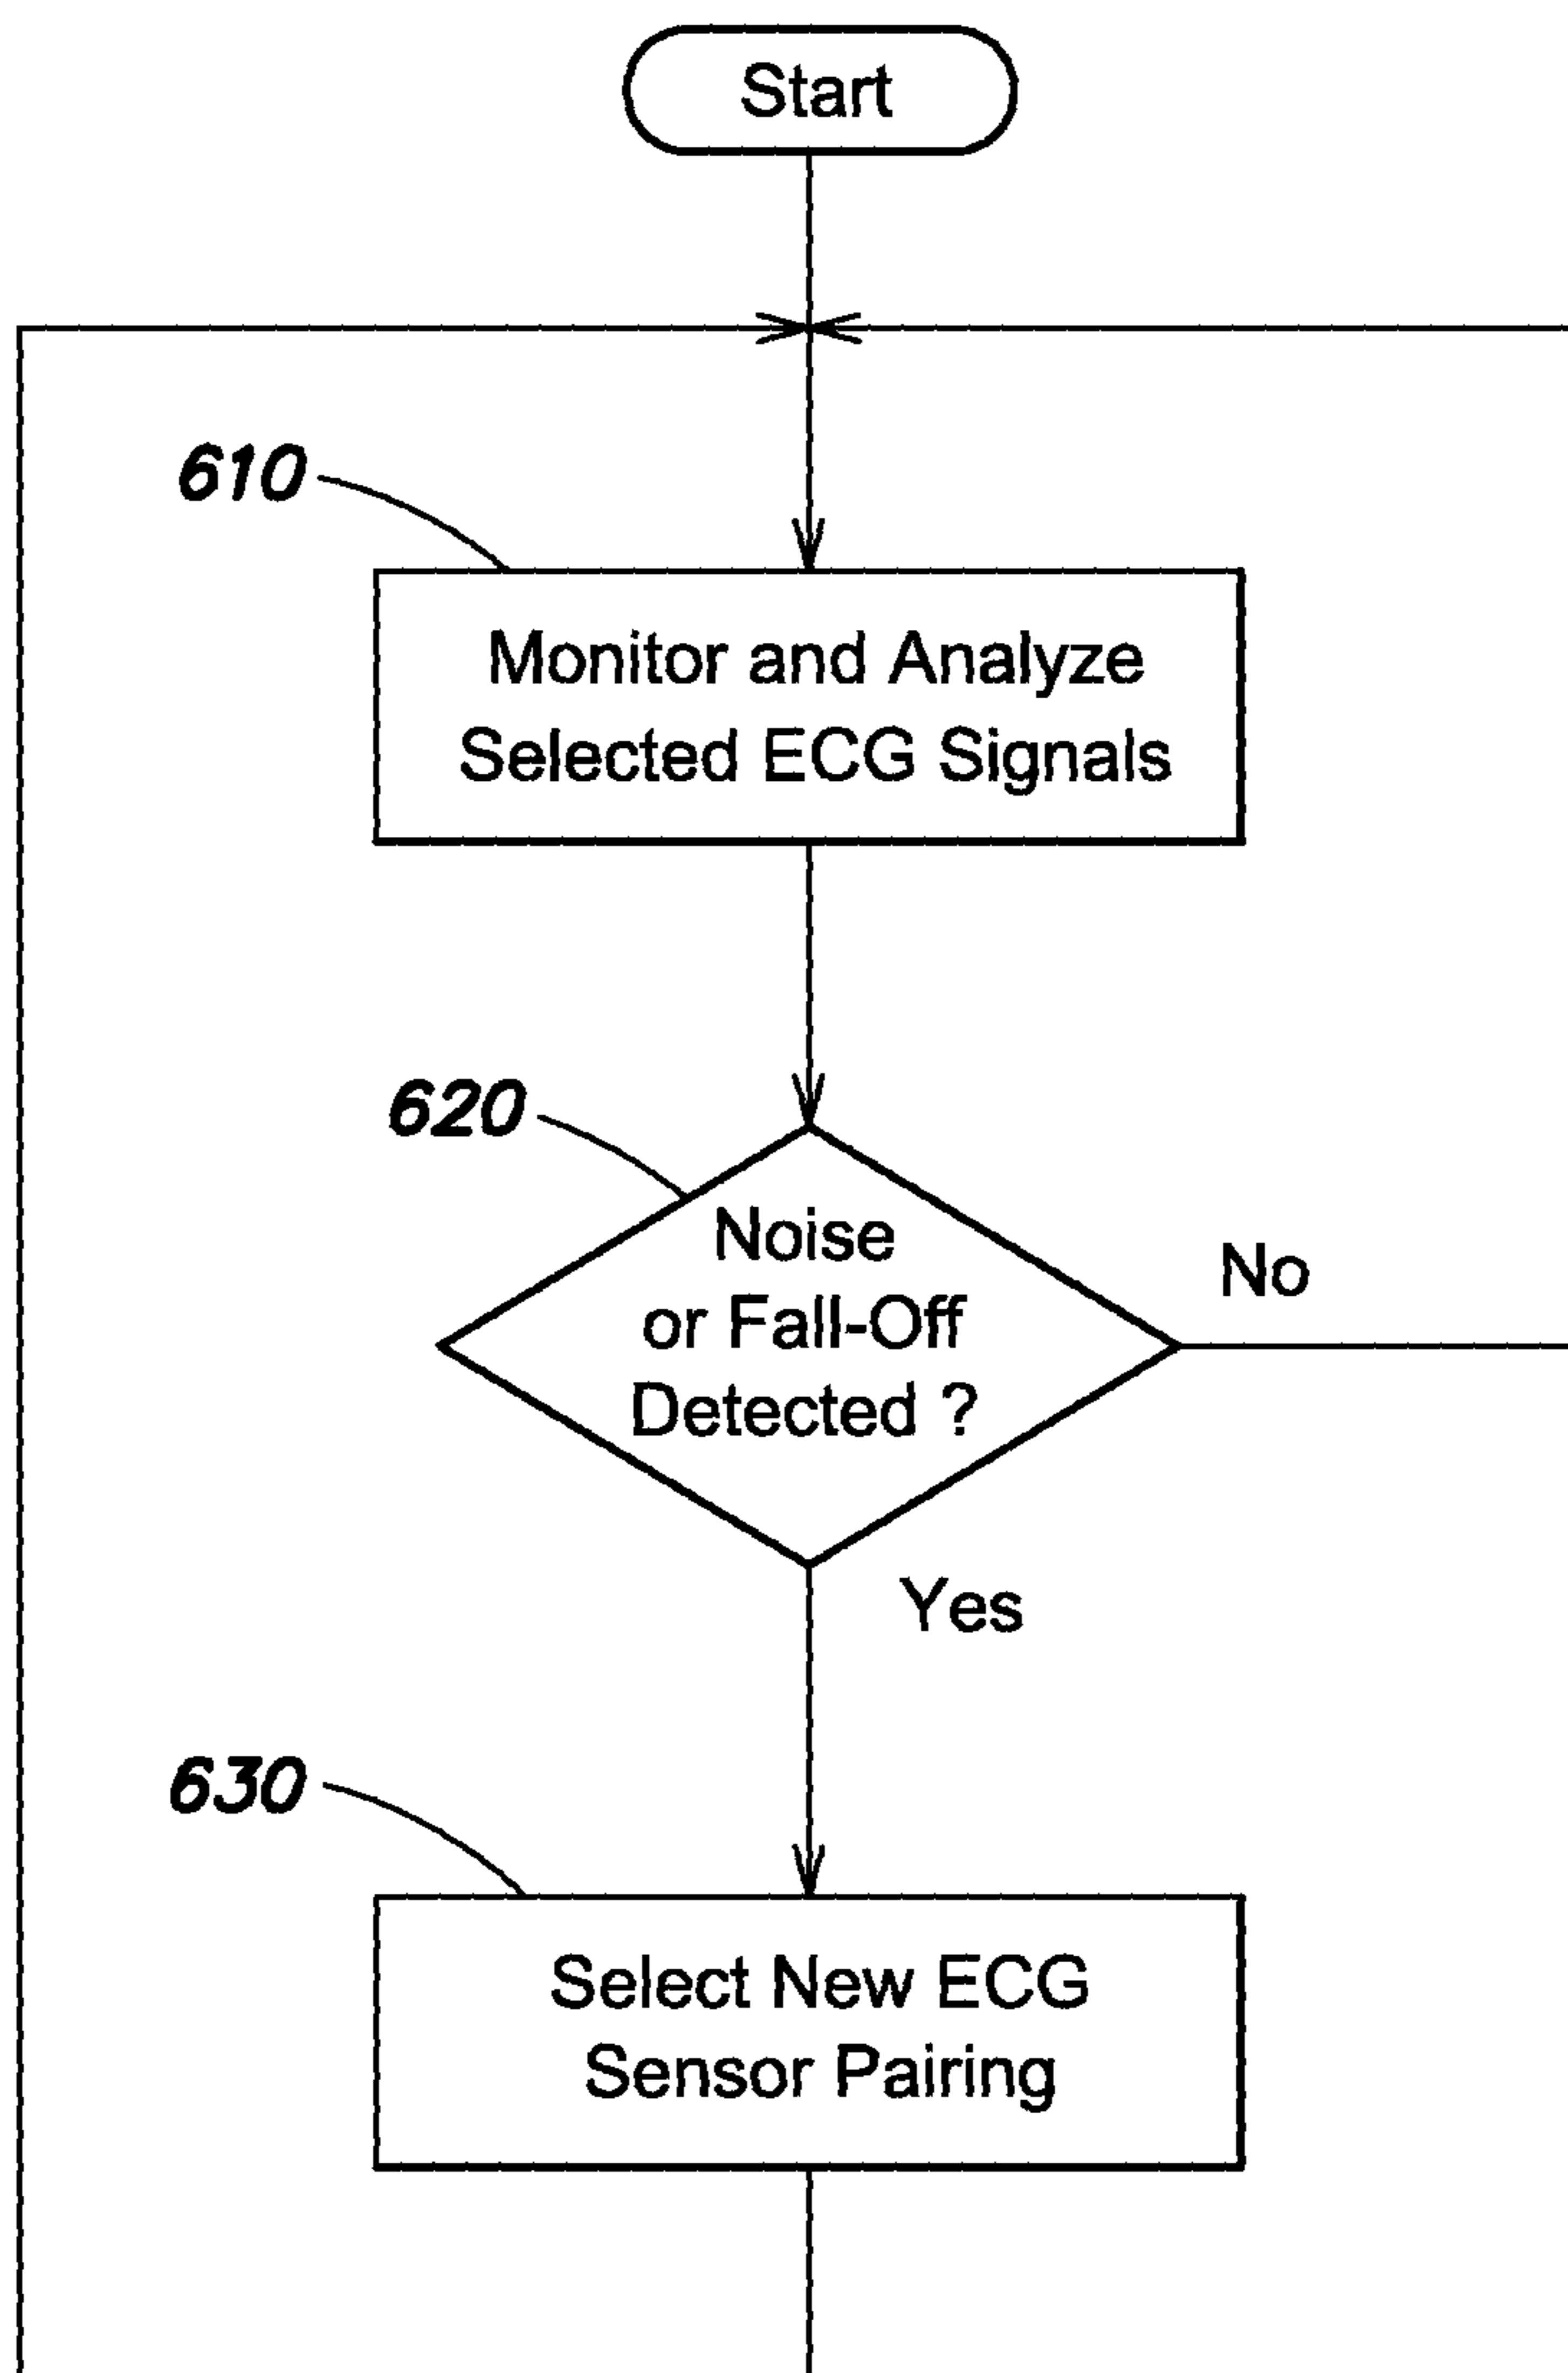 Start
610
Monitor and Analyze
Selected ECG Signals
620
Noise
or Fall-Off
Detected ?
No
Yes
630
Select New ECG
Sensor Pairing